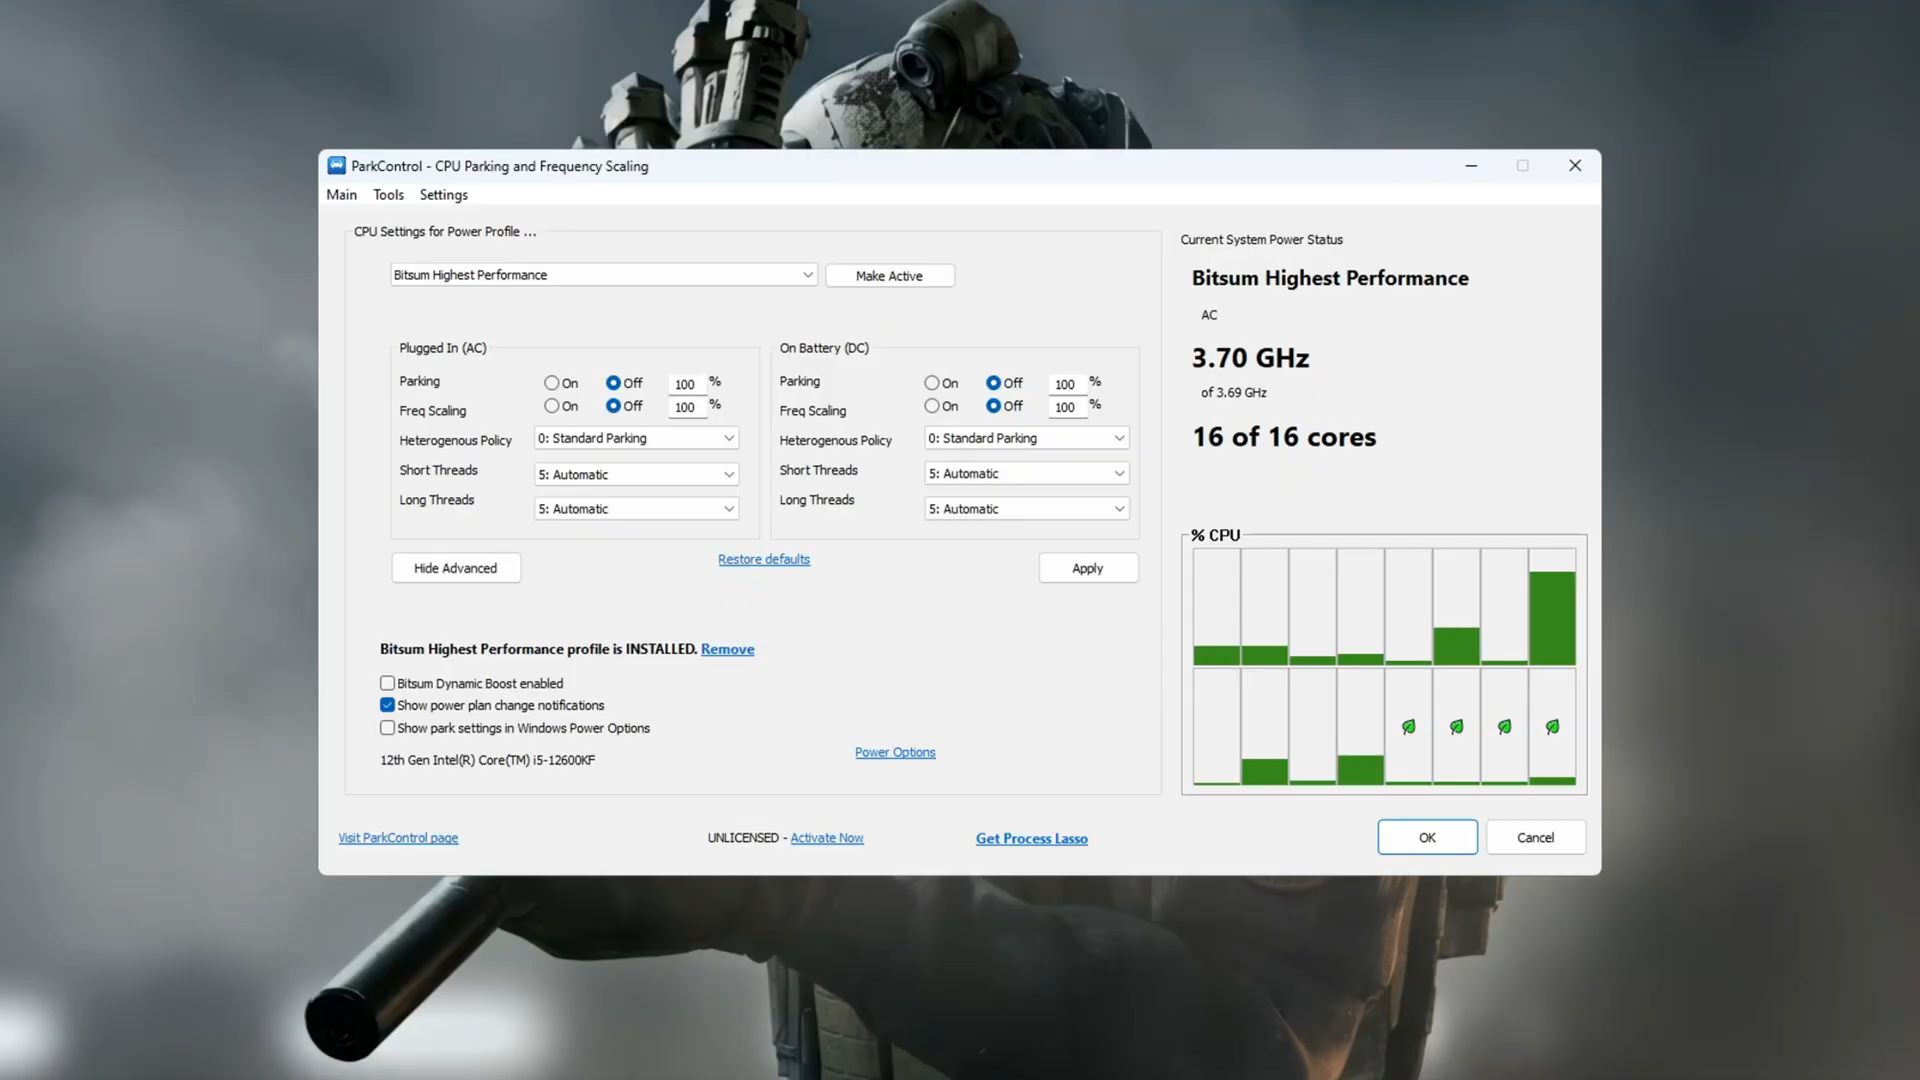 ParkControl - CPU Parking and Frequency Scaling
Main Tools Settings
CPU Settings for Power Profile ...
Bitsum Highest Performance
Make Active
Plugged In (AC)
Parking On Off 100 %
Freq Scaling On Off 100 %
Heterogenous Policy 0: Standard Parking
Short Threads 5: Automatic
Long Threads 5: Automatic
On Battery (DC)
Parking On Off 100 %
Freq Scaling On Off 100 %
Heterogenous Policy 0: Standard Parking
Short Threads 5: Automatic
Long Threads 5: Automatic
Hide Advanced
Restore defaults
Apply
Bitsum Highest Performance profile is INSTALLED. Remove
Bitsum Dynamic Boost enabled
Show power plan change notifications
Show park settings in Windows Power Options
Power Options
12th Gen Intel(R) Core(TM) i5-12600KF
Current System Power Status
Bitsum Highest Performance
AC
3.70 GHz
of 3.69 GHz
16 of 16 cores
% CPU
Visit ParkControl page
UNLICENSED - Activate Now
Get Process Lasso
OK
Cancel